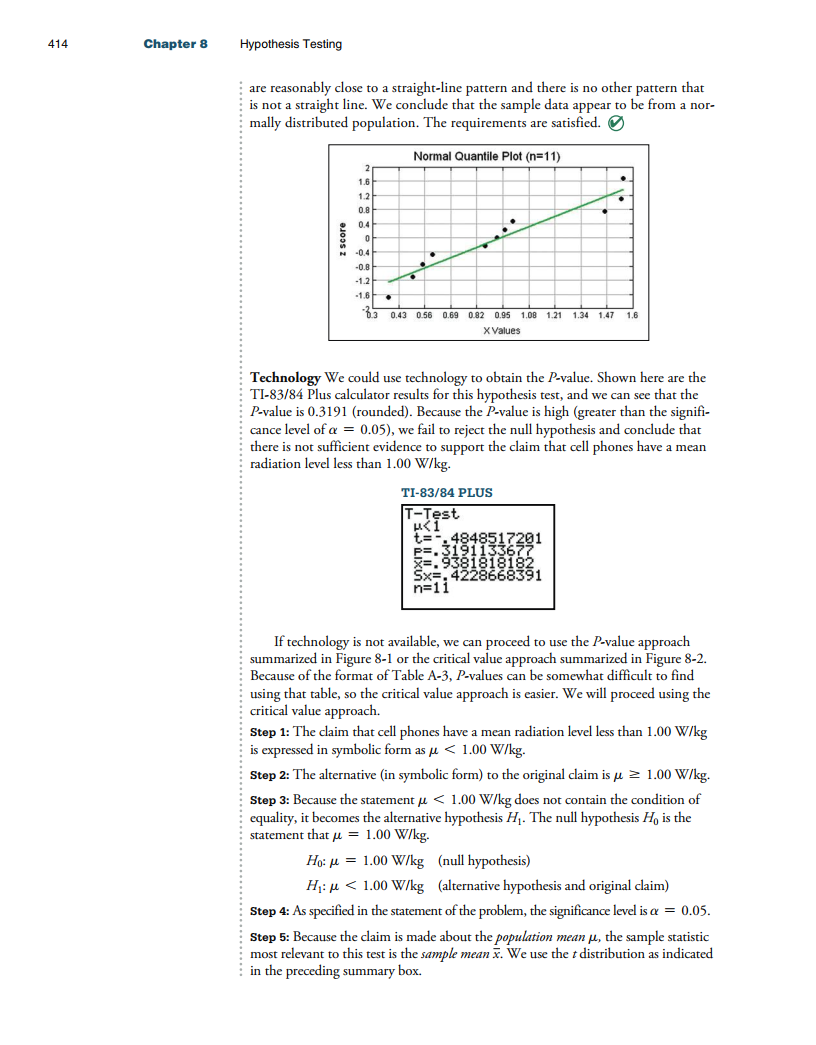 414 Chapter 8 Hypothesis Testing
are reasonably close to a straight-line pattern and there is no other pattern that
is not a straight line. We conclude that the sample data appear to be from a nor-
mally distributed population. The requirements are satisfied.
Normal Quantile Plot (n=11)
2
1.6
1.2
0.8
0.4
0
-0.4
-0.8
-1.2
-1.6
-2
z score
0.3 0.43 0.56 0.69 0.82 0.95 1.08 1.21 1.34 1.47 1.6
X Values
Technology We could use technology to obtain the P-value. Shown here are the
TI-83/84 Plus calculator results for this hypothesis test, and we can see that the
P-value is 0.3191 (rounded). Because the P-value is high (greater than the signifi-
cance level of α = 0.05), we fail to reject the null hypothesis and conclude that
there is not sufficient evidence to support the claim that cell phones have a mean
radiation level less than 1.00 W/kg.
TI-83/84 PLUS
T-Test
μ<1
t=-.4848517201
p=.3191133677
x̄=.9381818182
Sx=.4228668391
n=11
If technology is not available, we can proceed to use the P-value approach
summarized in Figure 8-1 or the critical value approach summarized in Figure 8-2.
Because of the format of Table A-3, P-values can be somewhat difficult to find
using that table, so the critical value approach is easier. We will proceed using the
critical value approach.
Step 1: The claim that cell phones have a mean radiation level less than 1.00 W/kg
is expressed in symbolic form as μ < 1.00 W/kg.
Step 2: The alternative (in symbolic form) to the original claim is μ ≥ 1.00 W/kg.
Step 3: Because the statement μ < 1.00 W/kg does not contain the condition of
equality, it becomes the alternative hypothesis H₁. The null hypothesis H₀ is the
statement that μ = 1.00 W/kg.
H₀: μ = 1.00 W/kg (null hypothesis)
H₁: μ < 1.00 W/kg (alternative hypothesis and original claim)
Step 4: As specified in the statement of the problem, the significance level is α = 0.05.
Step 5: Because the claim is made about the population mean μ, the sample statistic
most relevant to this test is the sample mean x̄. We use the t distribution as indicated
in the preceding summary box.